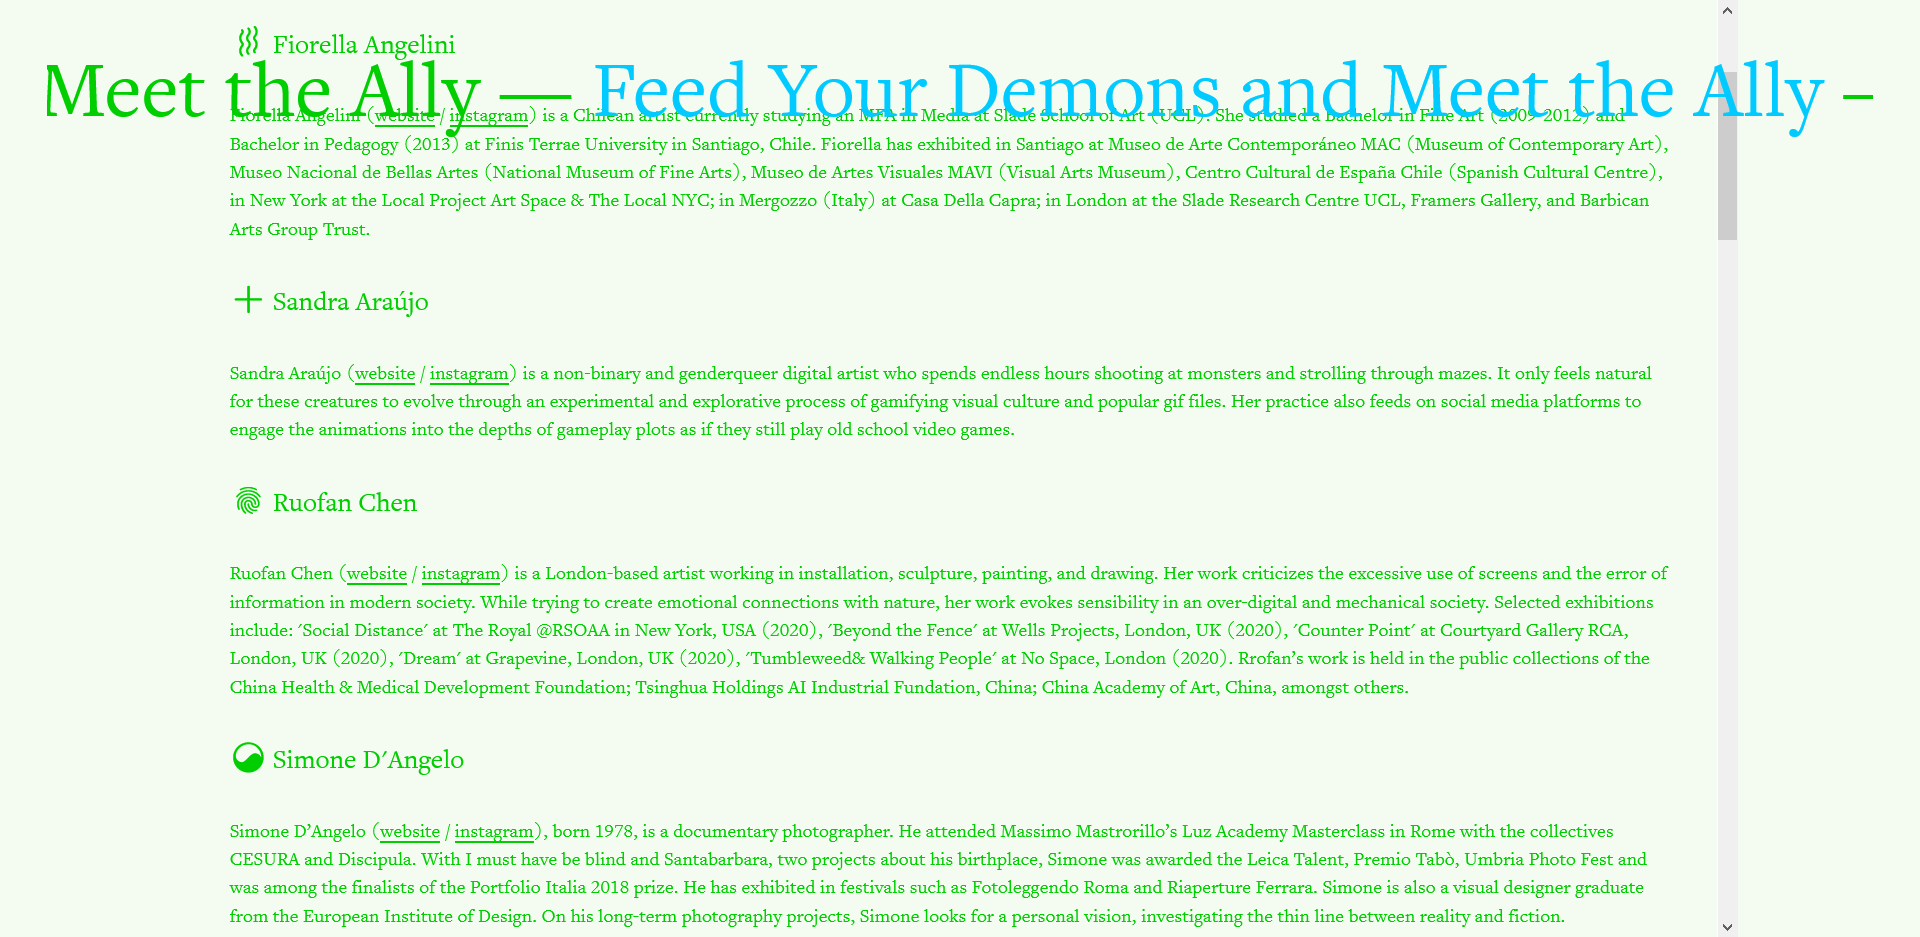 Fiorella Angelini
Meet the Ally — Feed Your Demons and Meet the Ally –
Fiorella Angelini (website / instagram) is a Chilean artist currently studying an MFA in Media at Slade School of Art (UCL). She studied a Bachelor in Fine Art (2009-2012) and
Bachelor in Pedagogy (2013) at Finis Terrae University in Santiago, Chile. Fiorella has exhibited in Santiago at Museo de Arte Contemporáneo MAC (Museum of Contemporary Art),
Museo Nacional de Bellas Artes (National Museum of Fine Arts), Museo de Artes Visuales MAVI (Visual Arts Museum), Centro Cultural de España Chile (Spanish Cultural Centre),
in New York at the Local Project Art Space & The Local NYC; in Mergozzo (Italy) at Casa Della Capra; in London at the Slade Research Centre UCL, Framers Gallery, and Barbican
Arts Group Trust.
Sandra Araújo
Sandra Araújo (website / instagram) is a non-binary and genderqueer digital artist who spends endless hours shooting at monsters and strolling through mazes. It only feels natural
for these creatures to evolve through an experimental and explorative process of gamifying visual culture and popular gif files. Her practice also feeds on social media platforms to
engage the animations into the depths of gameplay plots as if they still play old school video games.
Ruofan Chen
Ruofan Chen (website / instagram) is a London-based artist working in installation, sculpture, painting, and drawing. Her work criticizes the excessive use of screens and the error of
information in modern society. While trying to create emotional connections with nature, her work evokes sensibility in an over-digital and mechanical society. Selected exhibitions
include: 'Social Distance' at The Royal @RSOAA in New York, USA (2020), 'Beyond the Fence' at Wells Projects, London, UK (2020), 'Counter Point' at Courtyard Gallery RCA,
London, UK (2020), 'Dream' at Grapevine, London, UK (2020), 'Tumbleweed& Walking People' at No Space, London (2020). Rrofan’s work is held in the public collections of the
China Health & Medical Development Foundation; Tsinghua Holdings AI Industrial Fundation, China; China Academy of Art, China, amongst others.
Simone D'Angelo
Simone D’Angelo (website / instagram), born 1978, is a documentary photographer. He attended Massimo Mastrorillo’s Luz Academy Masterclass in Rome with the collectives
CESURA and Discipula. With I must have be blind and Santabarbara, two projects about his birthplace, Simone was awarded the Leica Talent, Premio Tabò, Umbria Photo Fest and
was among the finalists of the Portfolio Italia 2018 prize. He has exhibited in festivals such as Fotoleggendo Roma and Riaperture Ferrara. Simone is also a visual designer graduate
from the European Institute of Design. On his long-term photography projects, Simone looks for a personal vision, investigating the thin line between reality and fiction.